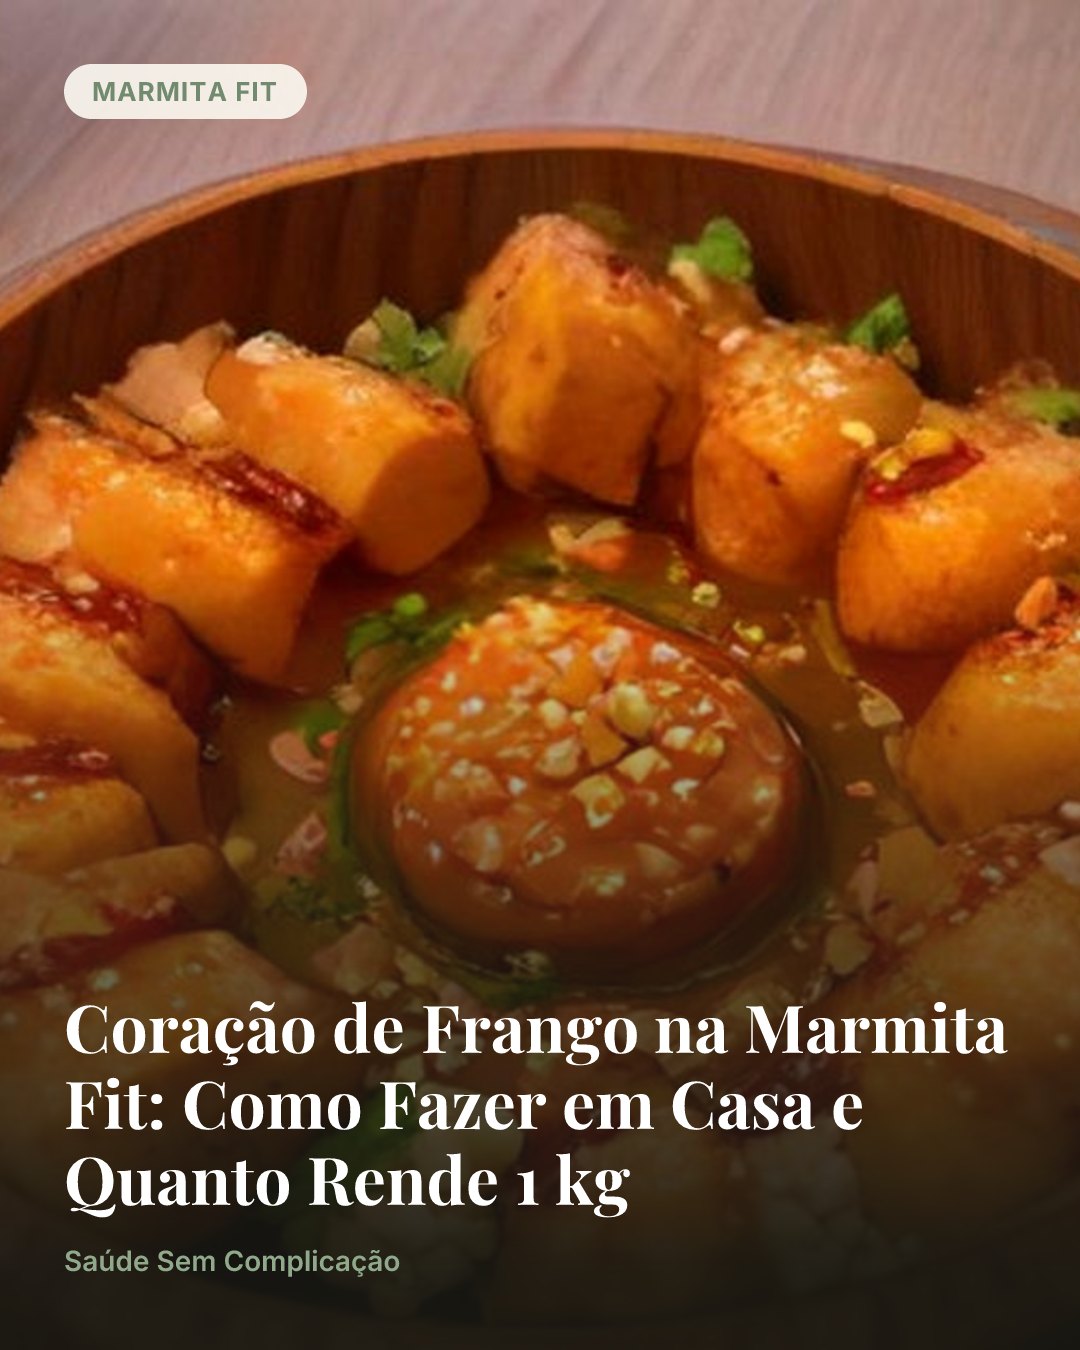 MARMITA FIT
Coração de Frango na Marmita
Fit: Como Fazer em Casa e
Quanto Rende 1 kg
Saúde Sem Complicação